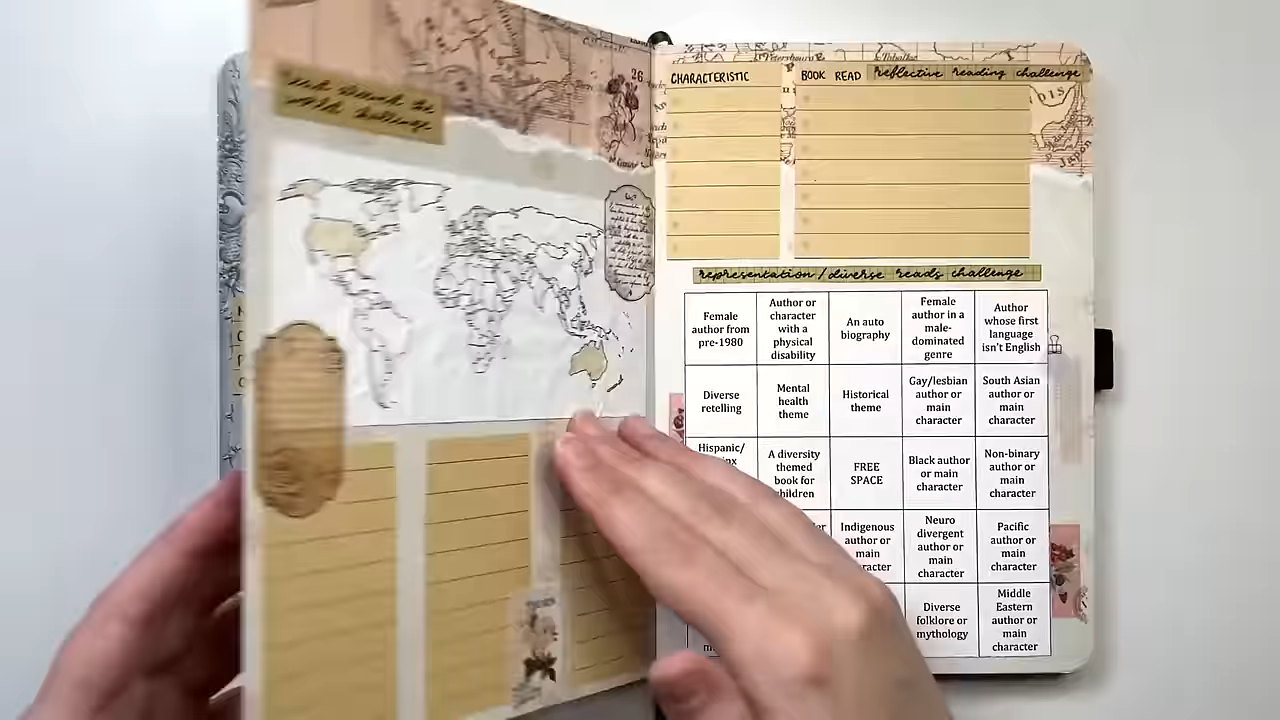 26
CHARACTERISTIC
BOOK READ
reflective reading challenge
Japan
representation / diverse reads challenge
Female
author from
pre-1980
Author or
character
with a
physical
disability
An auto
biography
Female
author in a
male-
dominated
genre
Author
whose first
language
isn't English
Diverse
retelling
Mental
health
theme
Historical
theme
Gay/lesbian
author or
main
character
South Asian
author or
main
character
Hispanic/
A diversity
themed
book for
FREE
SPACE
Black author
or main
character
Non-binary
author or
main
character
Indigenous
author or
main
Neuro
divergent
author or
main
character
Pacific
author or
main
character
Diverse
folklore or
mythology
Middle
Eastern
author or
main
character